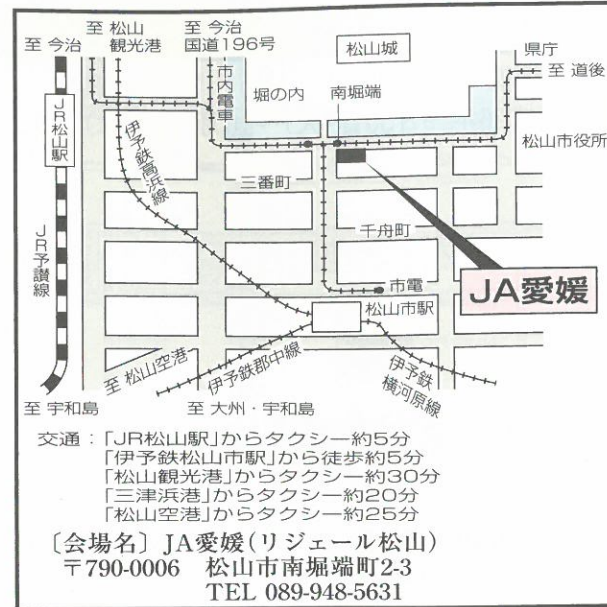 至 今治
至 松山
観光港
至 今治
国道196号
松山城
県庁
至 道後
市内電車
堀の内
南堀端
松山市役所
JR松山駅
伊予鉄高浜線
三番町
千舟町
JR予讃線
市電
JA愛媛
松山市駅
至 松山空港
伊予鉄郡中線
伊予鉄
横河原線
至 宇和島
至 大州・宇和島
交通：「JR松山駅」からタクシー約5分
「伊予鉄松山市駅」から徒歩約5分
「松山観光港」からタクシー約30分
「三津浜港」からタクシー約20分
「松山空港」からタクシー約25分
〔会場名〕JA愛媛(リジェール松山)
〒790-0006 松山市南堀端町2-3
TEL 089-948-5631